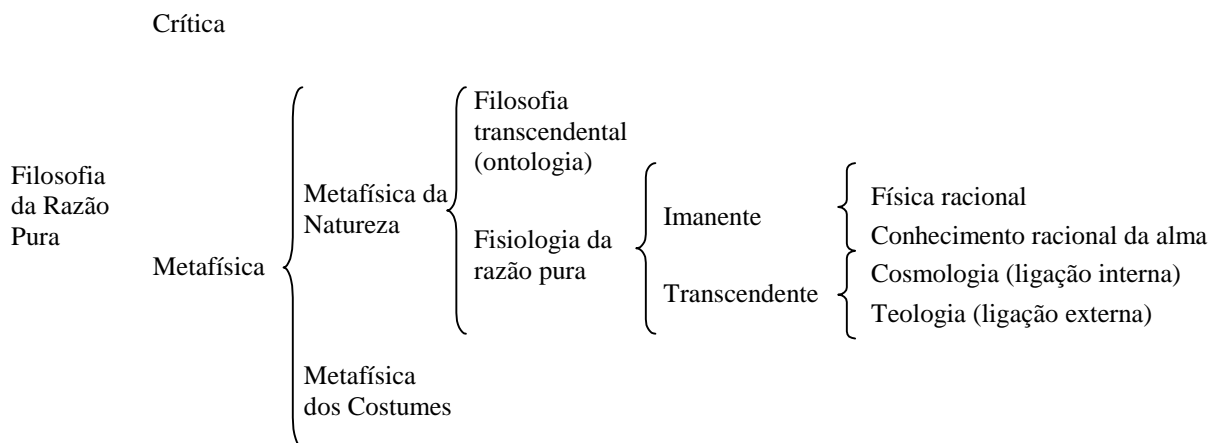 Crítica
Filosofia
da Razão
Pura
Metafísica
Metafísica da
Natureza
Filosofia
transcendental
(ontologia)
Fisiologia da
razão pura
Imanente
Física racional
Conhecimento racional da alma
Transcendente
Cosmologia (ligação interna)
Teologia (ligação externa)
Metafísica
dos Costumes